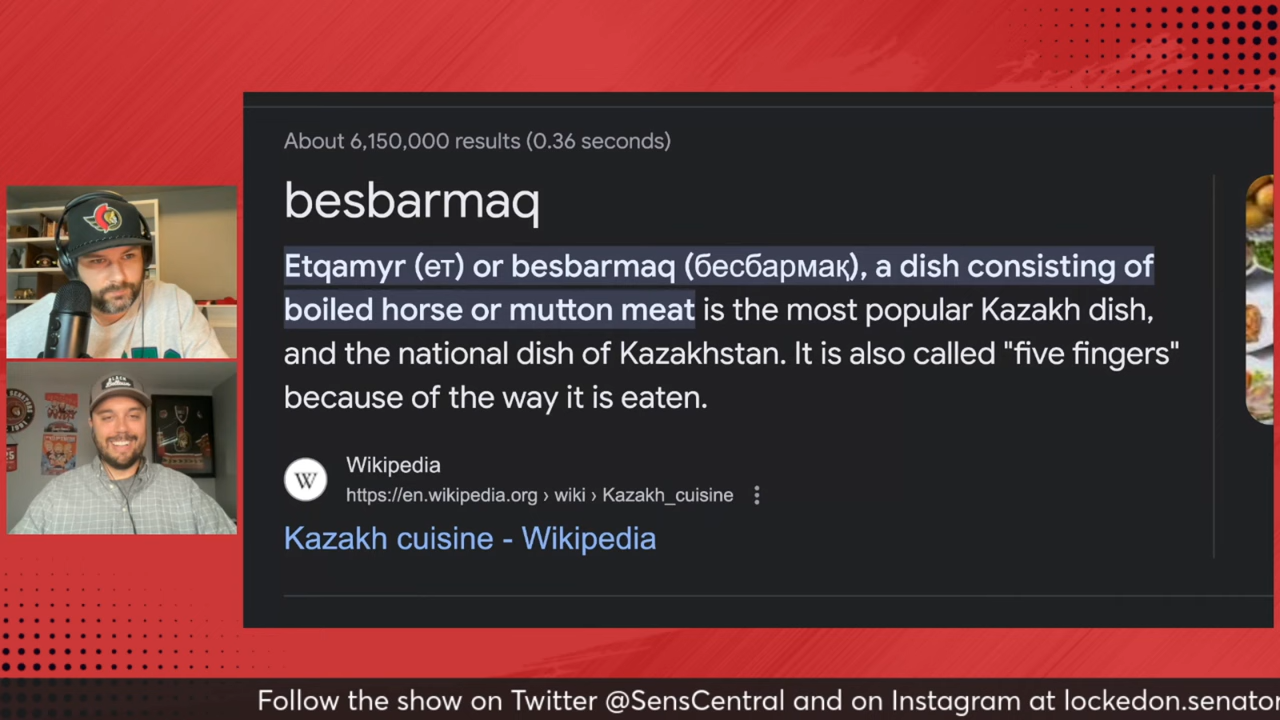 About 6,150,000 results (0.36 seconds)
besbarmaq
Etqamyr (ет) or besbarmaq (бесбармақ), a dish consisting of
boiled horse or mutton meat is the most popular Kazakh dish,
and the national dish of Kazakhstan. It is also called "five fingers"
because of the way it is eaten.
W
Wikipedia
https://en.wikipedia.org › wiki › Kazakh_cuisine
Kazakh cuisine - Wikipedia
Follow the show on Twitter @SensCentral and on Instagram at lockedon.senator